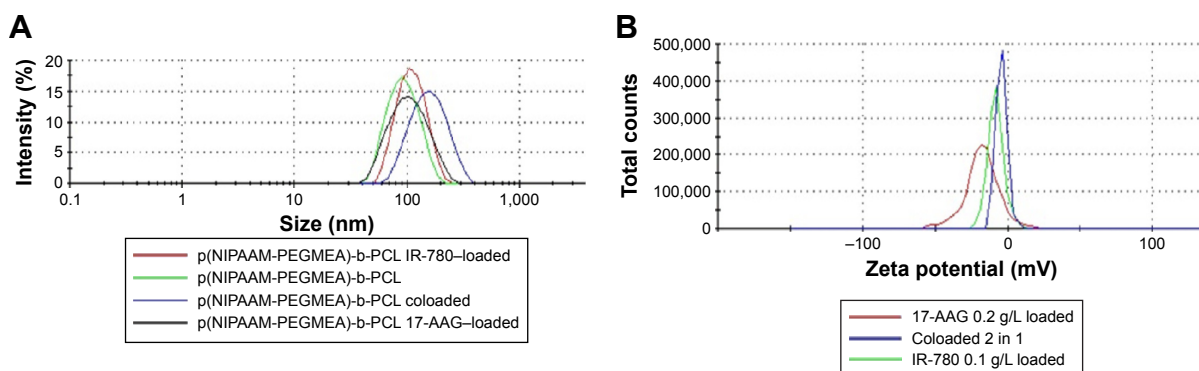 A
Intensity (%)
20
15
10
5
0
0.1 1 10 100 1,000
Size (nm)
p(NIPAAM-PEGMEA)-b-PCL IR-780–loaded
p(NIPAAM-PEGMEA)-b-PCL
p(NIPAAM-PEGMEA)-b-PCL coloaded
p(NIPAAM-PEGMEA)-b-PCL 17-AAG–loaded
B
Total counts
500,000
400,000
300,000
200,000
100,000
0
–100 0 100
Zeta potential (mV)
17-AAG 0.2 g/L loaded
Coloaded 2 in 1
IR-780 0.1 g/L loaded